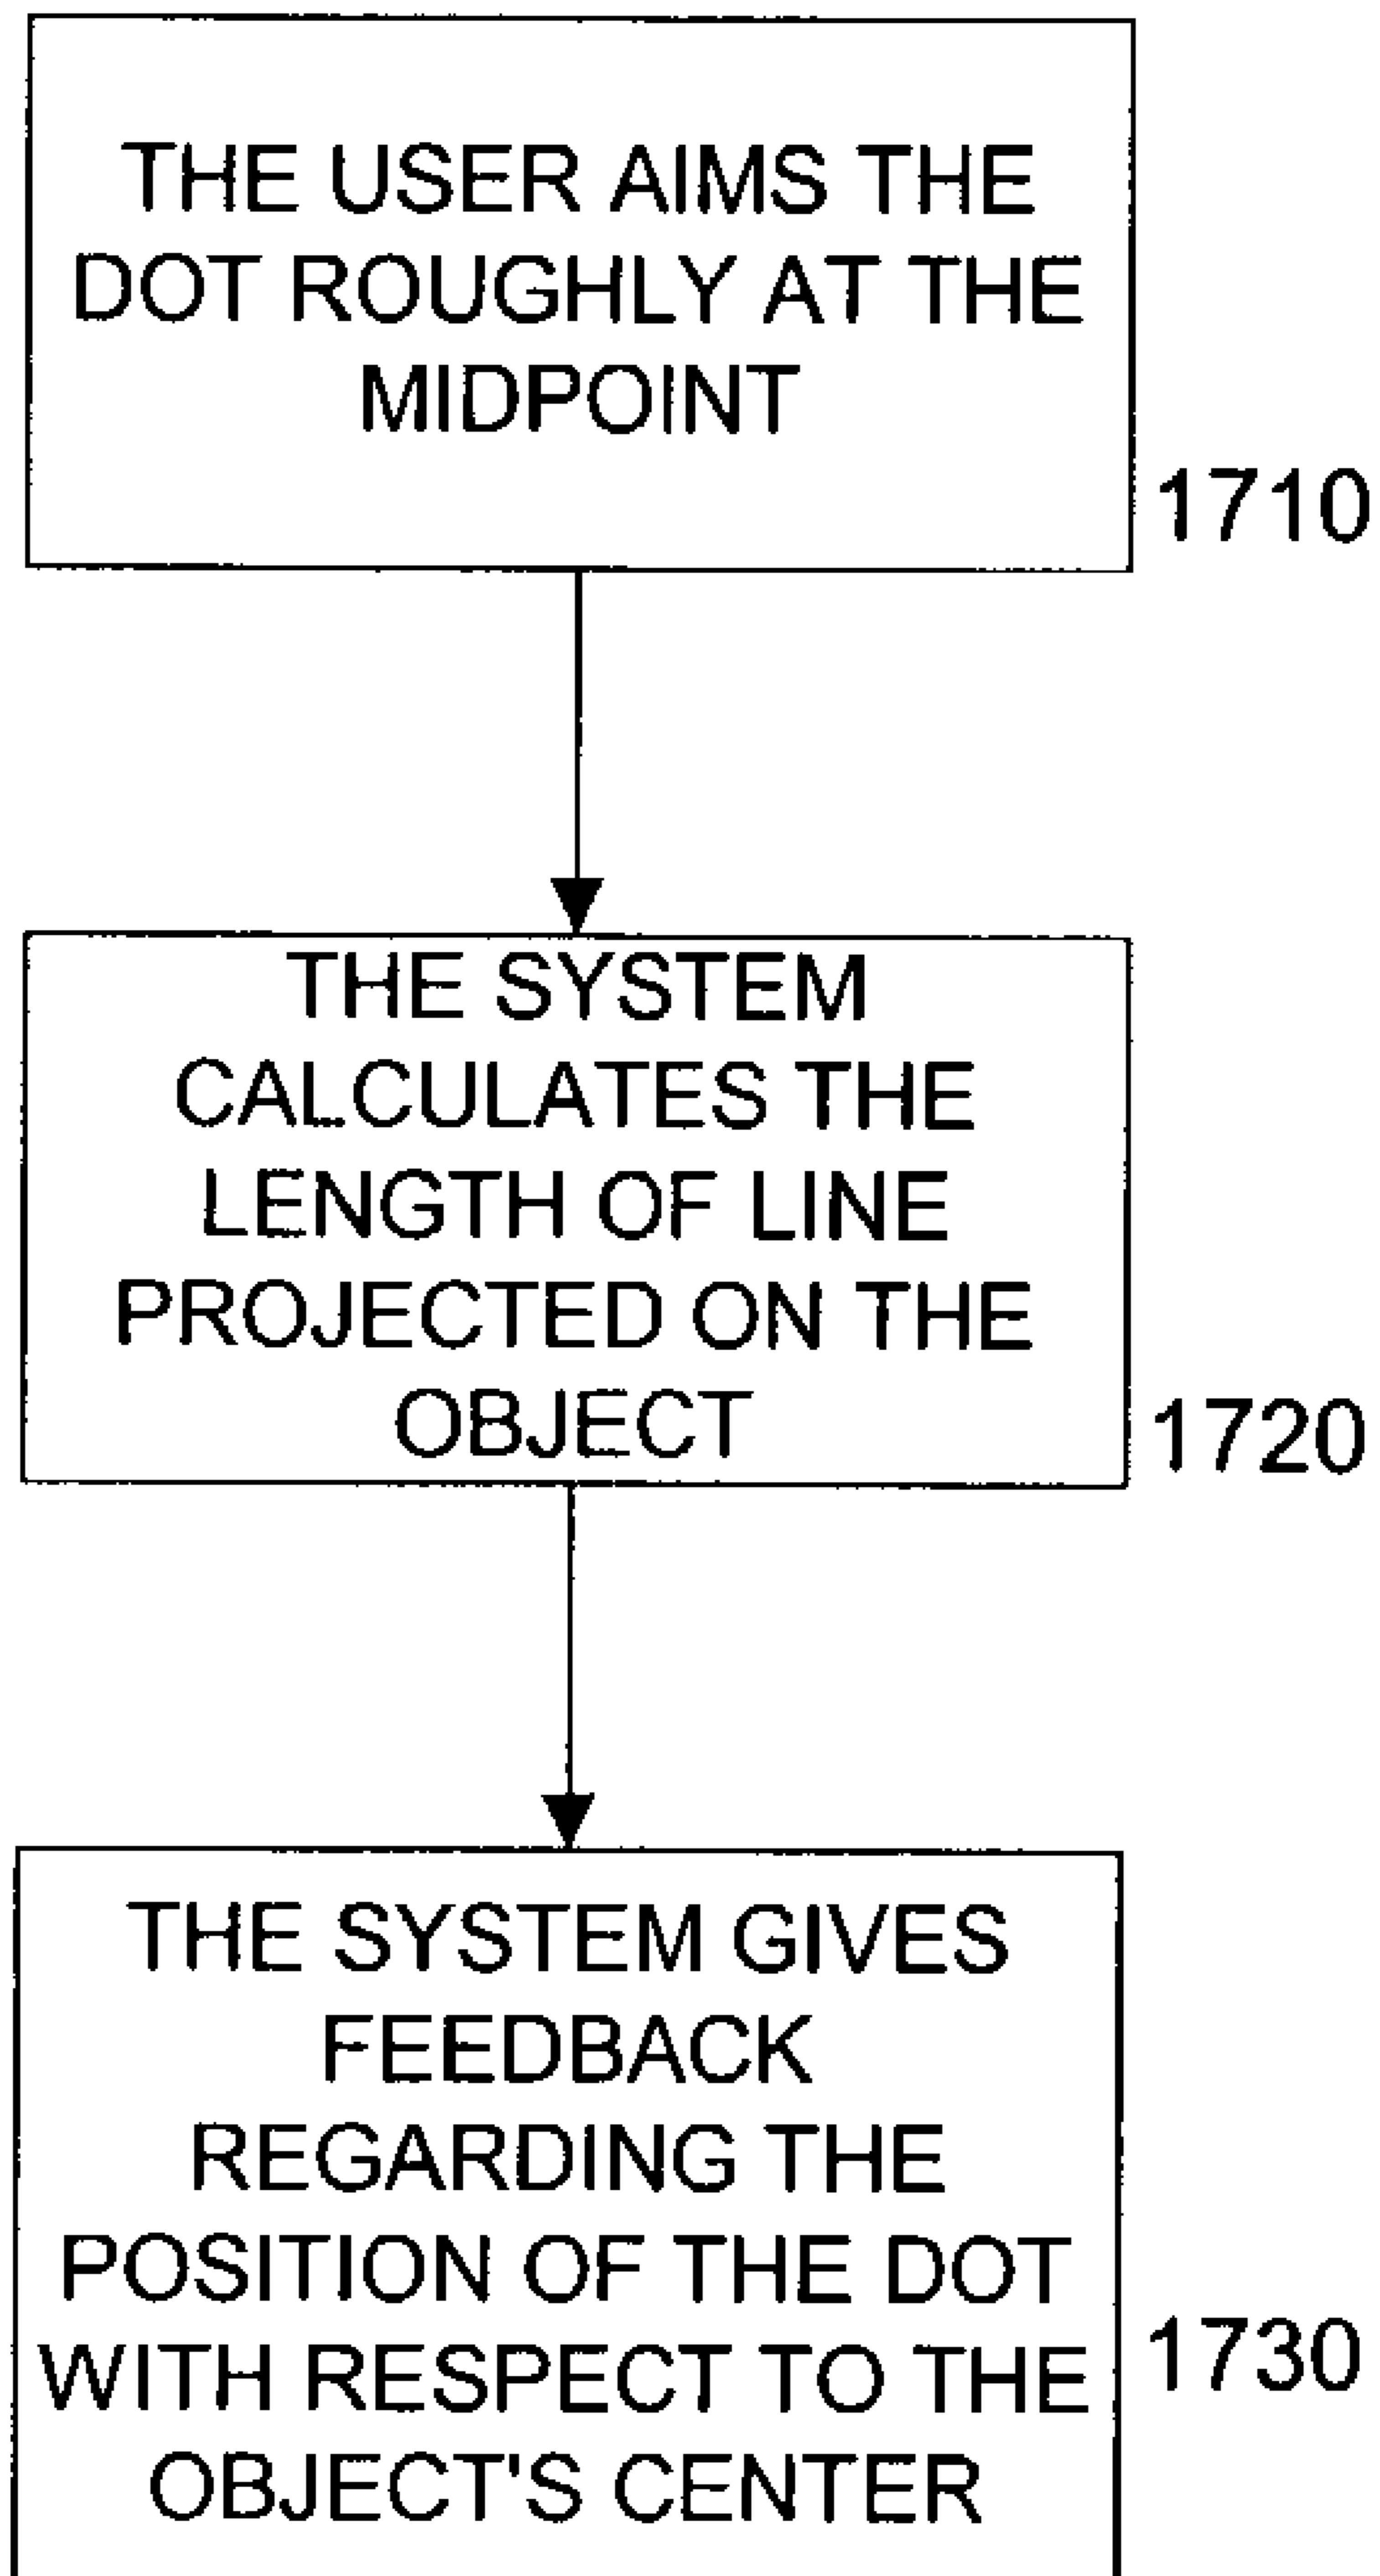 THE USER AIMS THE
DOT ROUGHLY AT THE
MIDPOINT
1710
THE SYSTEM
CALCULATES THE
LENGTH OF LINE
PROJECTED ON THE
OBJECT
1720
THE SYSTEM GIVES
FEEDBACK
REGARDING THE
POSITION OF THE DOT
WITH RESPECT TO THE
OBJECT'S CENTER
1730